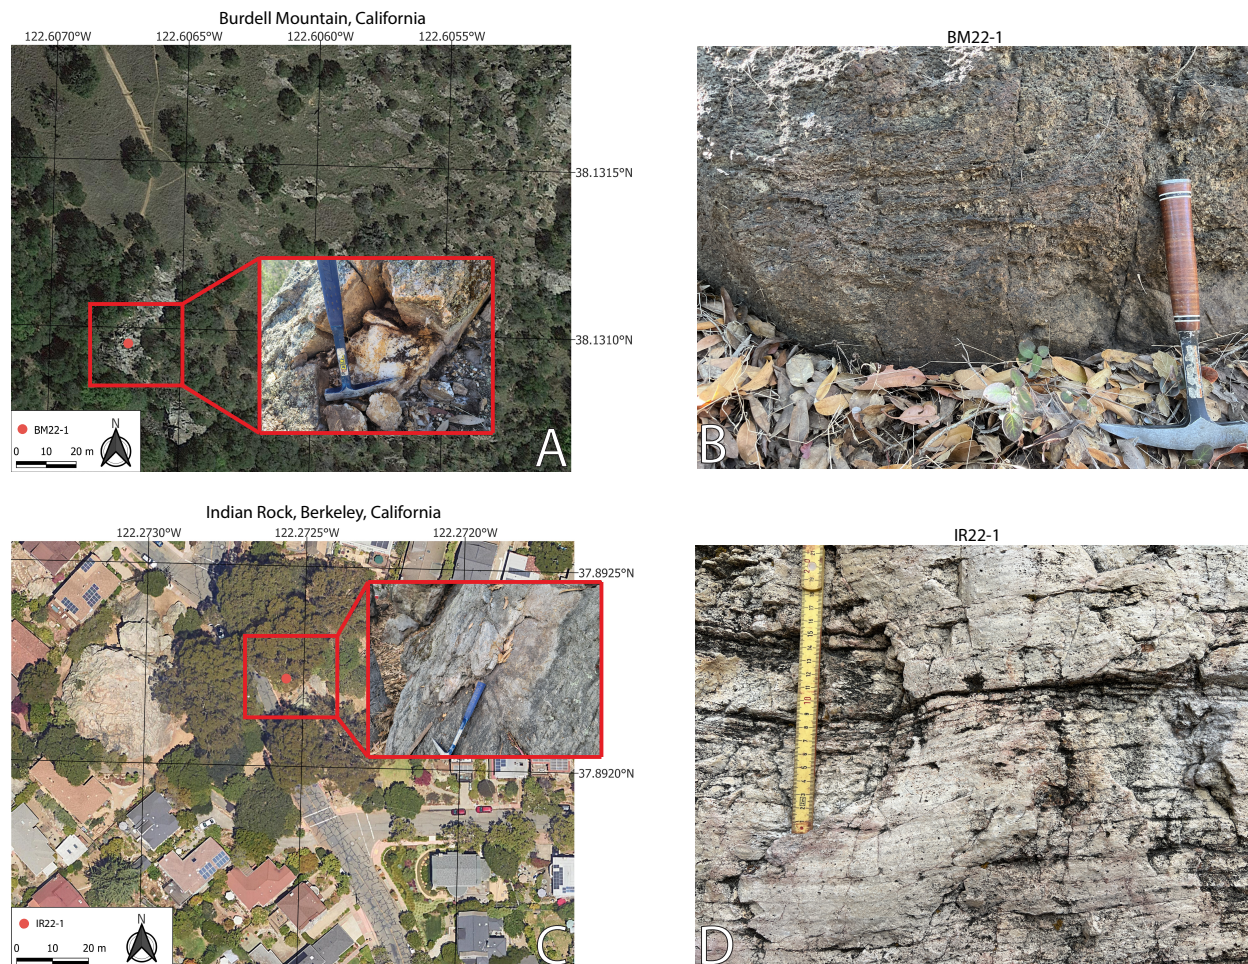 Burdell Mountain, California
122.6070°W 122.6065°W 122.6060°W 122.6055°W
38.1315°N
38.1310°N
BM22-1
N
0 10 20 m
A
BM22-1
B
Indian Rock, Berkeley, California
122.2730°W 122.2725°W 122.2720°W
37.8925°N
37.8920°N
IR22-1
N
0 10 20 m
C
IR22-1
D